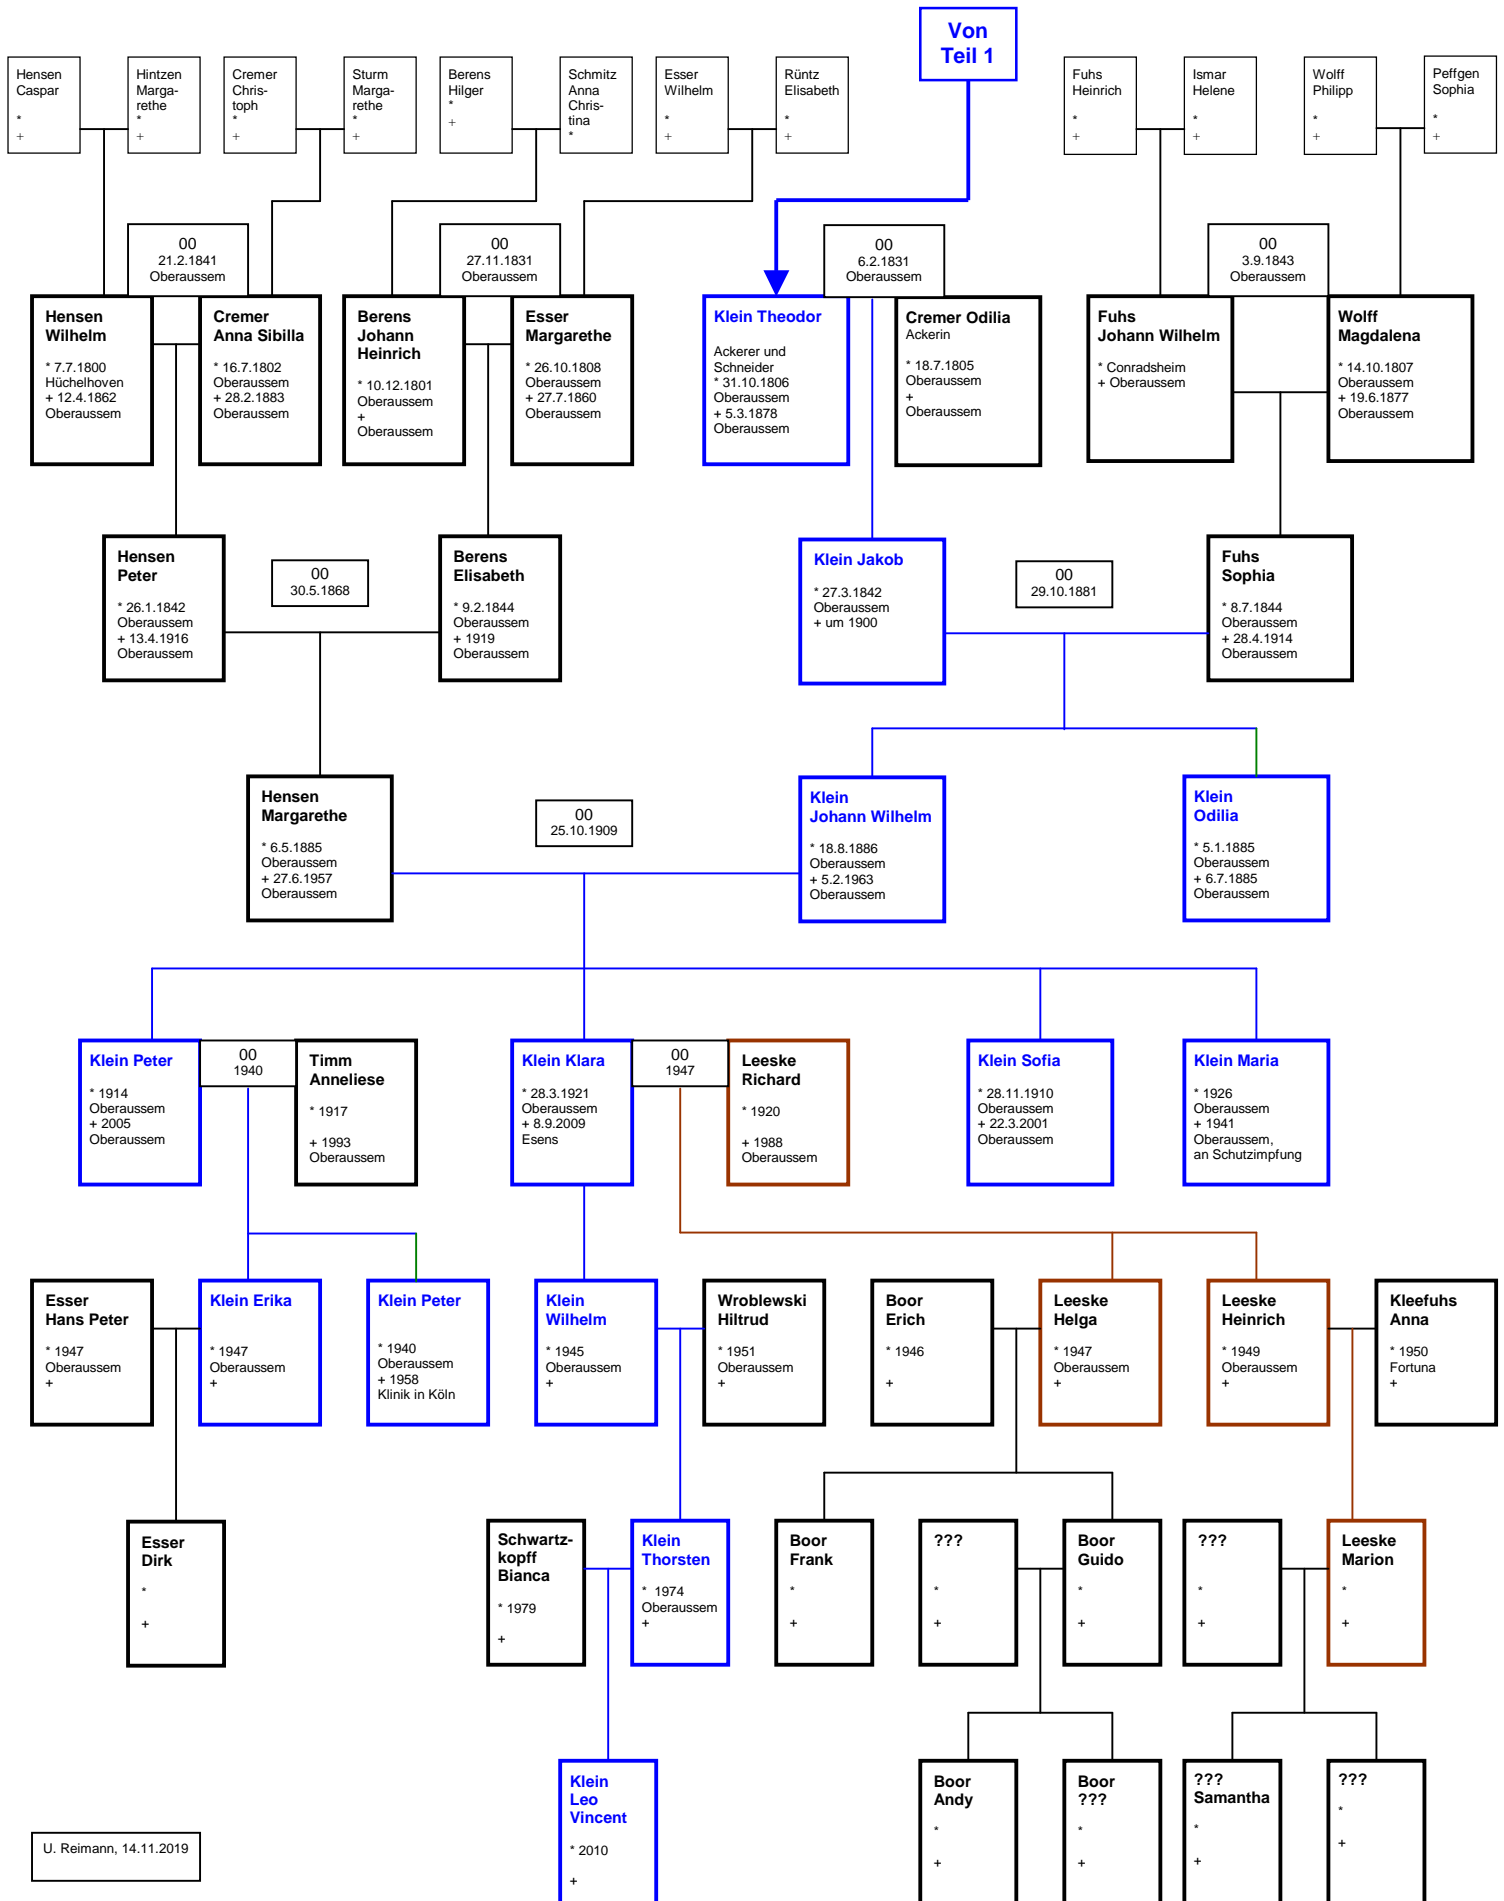 Von
Teil 1
Hensen
Caspar
*
+
Hintzen
Marga-
rethe
*
+
Cremer
Chris-
toph
*
+
Sturm
Marga-
rethe
*
+
Berens
Hilger
*
+
Schmitz
Anna
Chris-
tina
*
Esser
Wilhelm
*
+
Rüntz
Elisabeth
*
+
Fuhs
Heinrich
*
+
Ismar
Helene
*
+
Wolff
Philipp
*
+
Peffgen
Sophia
*
+
00
21.2.1841
Oberaussem
00
27.11.1831
Oberaussem
00
6.2.1831
Oberaussem
00
3.9.1843
Oberaussem
Hensen
Wilhelm
* 7.7.1800
Hüchelhoven
+ 12.4.1862
Oberaussem
Cremer
Anna Sibilla
* 16.7.1802
Oberaussem
+ 28.2.1883
Oberaussem
Berens
Johann
Heinrich
* 10.12.1801
Oberaussem
+
Oberaussem
Esser
Margarethe
* 26.10.1808
Oberaussem
+ 27.7.1860
Oberaussem
Klein Theodor
Ackerer und
Schneider
* 31.10.1806
Oberaussem
+ 5.3.1878
Oberaussem
Cremer Odilia
Ackerin
* 18.7.1805
Oberaussem
+
Oberaussem
Fuhs
Johann Wilhelm
* Conradsheim
+ Oberaussem
Wolff
Magdalena
* 14.10.1807
Oberaussem
+ 19.6.1877
Oberaussem
Hensen
Peter
* 26.1.1842
Oberaussem
+ 13.4.1916
Oberaussem
00
30.5.1868
Berens
Elisabeth
* 9.2.1844
Oberaussem
+ 1919
Oberaussem
Klein Jakob
* 27.3.1842
Oberaussem
+ um 1900
00
29.10.1881
Fuhs
Sophia
* 8.7.1844
Oberaussem
+ 28.4.1914
Oberaussem
Hensen
Margarethe
* 6.5.1885
Oberaussem
+ 27.6.1957
Oberaussem
00
25.10.1909
Klein
Johann Wilhelm
* 18.8.1886
Oberaussem
+ 5.2.1963
Oberaussem
Klein
Odilia
* 5.1.1885
Oberaussem
+ 6.7.1885
Oberaussem
Klein Peter
* 1914
Oberaussem
+ 2005
Oberaussem
00
1940
Timm
Anneliese
* 1917
+ 1993
Oberaussem
Klein Klara
* 28.3.1921
Oberaussem
+ 8.9.2009
Esens
00
1947
Leeske
Richard
* 1920
+ 1988
Oberaussem
Klein Sofia
* 28.11.1910
Oberaussem
+ 22.3.2001
Oberaussem
Klein Maria
* 1926
Oberaussem
+ 1941
Oberaussem,
an Schutzimpfung
Esser
Hans Peter
* 1947
Oberaussem
+
Klein Erika
* 1947
Oberaussem
+
Klein Peter
* 1940
Oberaussem
+ 1958
Klinik in Köln
Klein
Wilhelm
* 1945
Oberaussem
+
Wroblewski
Hiltrud
* 1951
Oberaussem
+
Boor
Erich
* 1946
+
Leeske
Helga
* 1947
Oberaussem
+
Leeske
Heinrich
* 1949
Oberaussem
+
Kleefuhs
Anna
* 1950
Fortuna
+
Esser
Dirk
*
+
Schwartz-
kopff
Bianca
* 1979
+
Klein
Thorsten
* 1974
Oberaussem
+
Boor
Frank
*
+
???
*
+
Boor
Guido
*
+
???
*
+
Leeske
Marion
*
+
Klein
Leo
Vincent
* 2010
+
Boor
Andy
*
+
Boor
???
*
+
???
Samantha
*
+
???
*
+
U. Reimann, 14.11.2019